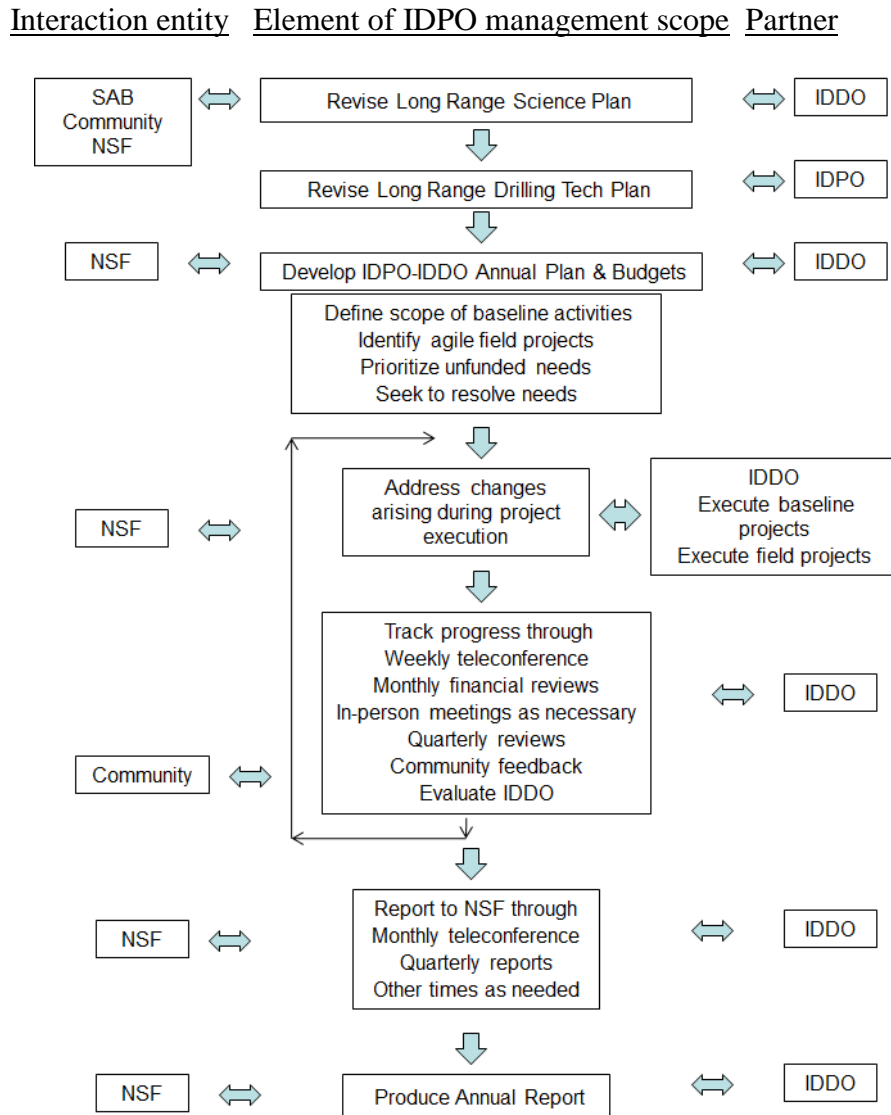 Interaction entity Element of IDPO management scope Partner
SAB
Community
NSF
Revise Long Range Science Plan
IDDO
Revise Long Range Drilling Tech Plan
IDPO
NSF
Develop IDPO-IDDO Annual Plan & Budgets
IDDO
Define scope of baseline activities
Identify agile field projects
Prioritize unfunded needs
Seek to resolve needs
NSF
Address changes
arising during project
execution
IDDO
Execute baseline
projects
Execute field projects
Track progress through
Weekly teleconference
Monthly financial reviews
In-person meetings as necessary
Quarterly reviews
Community feedback
Evaluate IDDO
IDDO
Community
NSF
Report to NSF through
Monthly teleconference
Quarterly reports
Other times as needed
IDDO
NSF
Produce Annual Report
IDDO